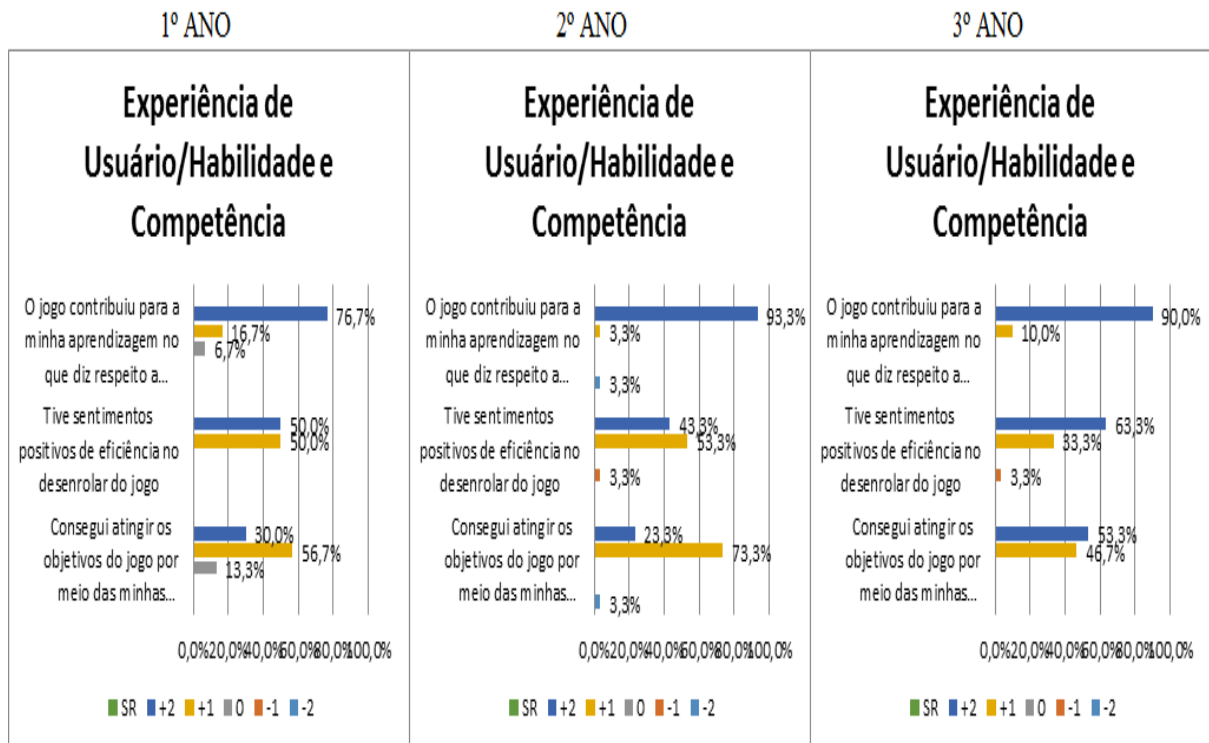 1º ANO
2º ANO
3º ANO
Experiência de
Usuário/Habilidade e
Competência
O jogo contribuiu para a
minha aprendizagem no
que diz respeito a...
76,7%
16,7%
6,7%
Tive sentimentos
positivos de eficiência no
desenrolar do jogo
50,0%
50,0%
Consegui atingir os
objetivos do jogo por
meio das minhas...
30,0%
56,7%
13,3%
0,0% 20,0% 40,0% 60,0% 80,0% 100,0%
SR +2 +1 0 -1 -2
Experiência de
Usuário/Habilidade e
Competência
O jogo contribuiu para a
minha aprendizagem no
que diz respeito a...
93,3%
3,3%
3,3%
Tive sentimentos
positivos de eficiência no
desenrolar do jogo
43,3%
53,3%
3,3%
Consegui atingir os
objetivos do jogo por
meio das minhas...
23,3%
73,3%
3,3%
0,0% 20,0% 40,0% 60,0% 80,0% 100,0%
SR +2 +1 0 -1 -2
Experiência de
Usuário/Habilidade e
Competência
O jogo contribuiu para a
minha aprendizagem no
que diz respeito a...
90,0%
10,0%
Tive sentimentos
positivos de eficiência no
desenrolar do jogo
63,3%
33,3%
3,3%
Consegui atingir os
objetivos do jogo por
meio das minhas...
53,3%
46,7%
0,0% 20,0% 40,0% 60,0% 80,0% 100,0%
SR +2 +1 0 -1 -2